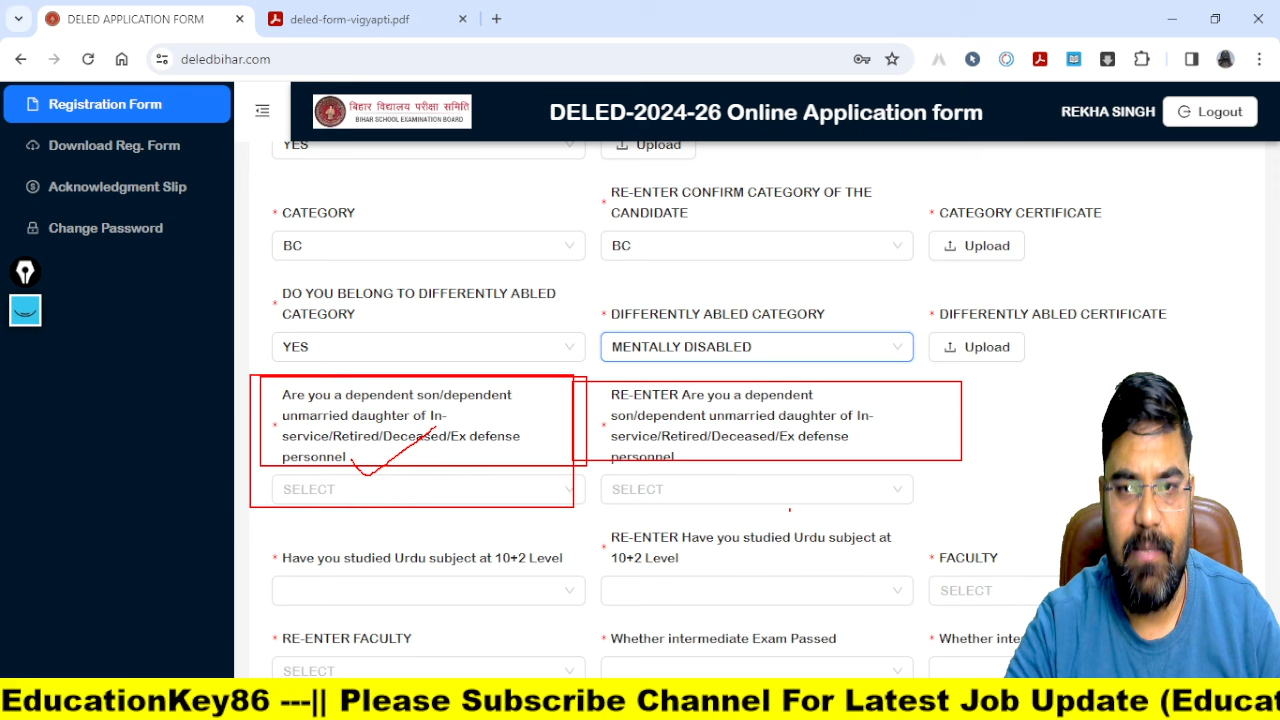 DELED APPLICATION FORM
deled-form-vigyapti.pdf
deledbihar.com
Registration Form
Download Reg. Form
Acknowledgment Slip
Change Password
बिहार विद्यालय परीक्षा समिति
BIHAR SCHOOL EXAMINATION BOARD
DELED-2024-26 Online Application form
REKHA SINGH
Logout
YES
Upload
* CATEGORY
* RE-ENTER CONFIRM CATEGORY OF THE
CANDIDATE
* CATEGORY CERTIFICATE
BC
BC
Upload
* DO YOU BELONG TO DIFFERENTLY ABLED
CATEGORY
* DIFFERENTLY ABLED CATEGORY
* DIFFERENTLY ABLED CERTIFICATE
YES
MENTALLY DISABLED
Upload
* Are you a dependent son/dependent
unmarried daughter of In-
service/Retired/Deceased/Ex defense
personnel
* RE-ENTER Are you a dependent
son/dependent unmarried daughter of In-
service/Retired/Deceased/Ex defense
personnel
SELECT
SELECT
* Have you studied Urdu subject at 10+2 Level
* RE-ENTER Have you studied Urdu subject at
10+2 Level
* FACULTY
SELECT
* RE-ENTER FACULTY
* Whether intermediate Exam Passed
* Whether inte
SELECT
EducationKey86 ---|| Please Subscribe Channel For Latest Job Update (Educa